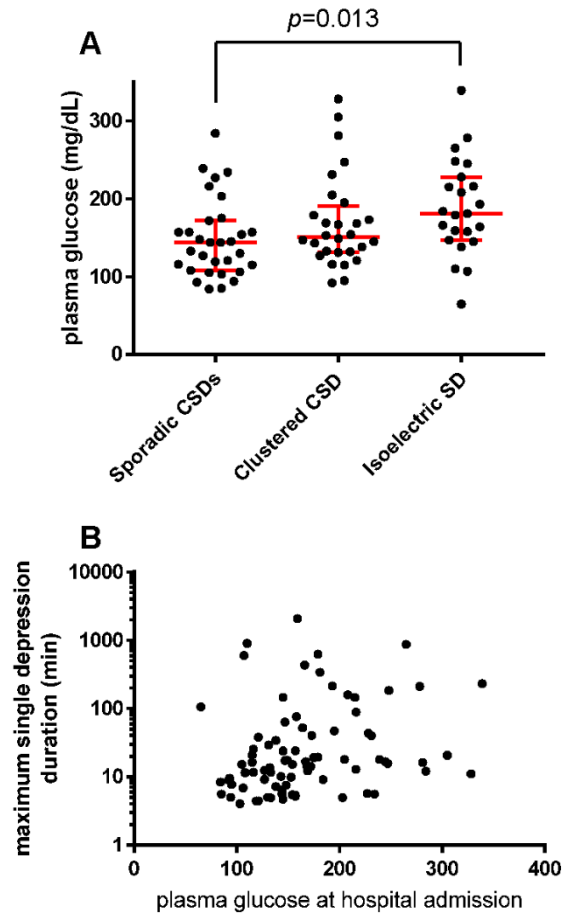 p=0.013
A
plasma glucose (mg/dL)
300
200
100
0
Sporadic CSDs
Clustered CSD
Isoelectric SD
B
maximum single depression
duration (min)
10000
1000
100
10
1
0
100
200
300
400
plasma glucose at hospital admission